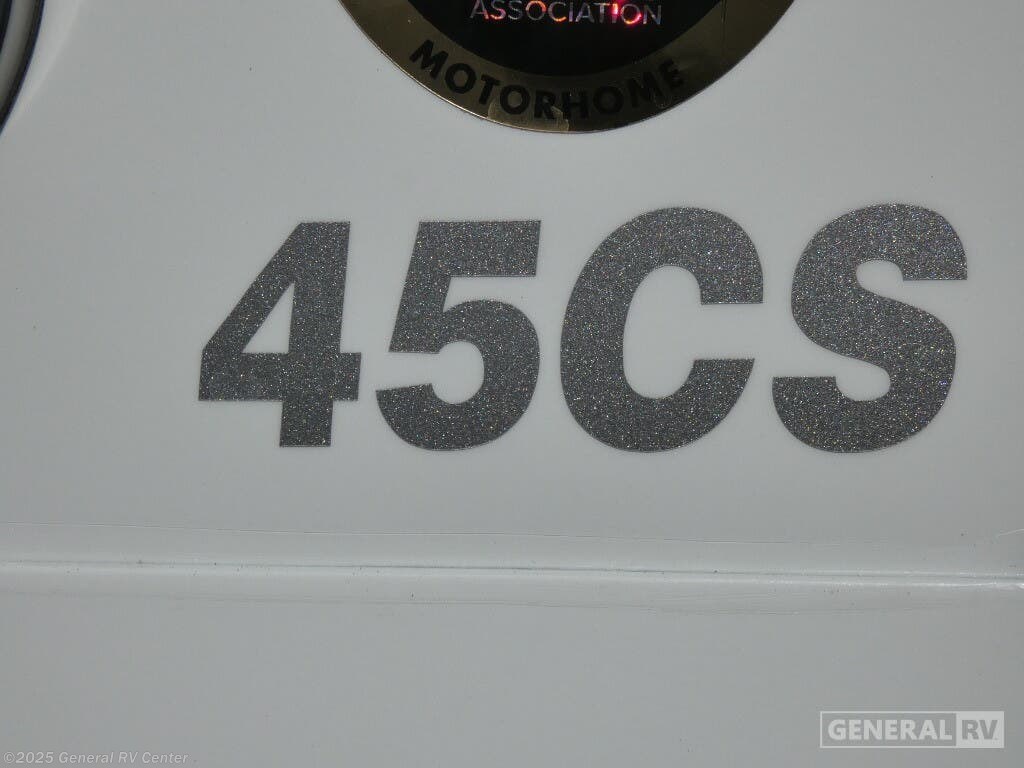 ASSOCIATION
MOTORHOME
45CS
GENERAL RV
©2025 General RV Center